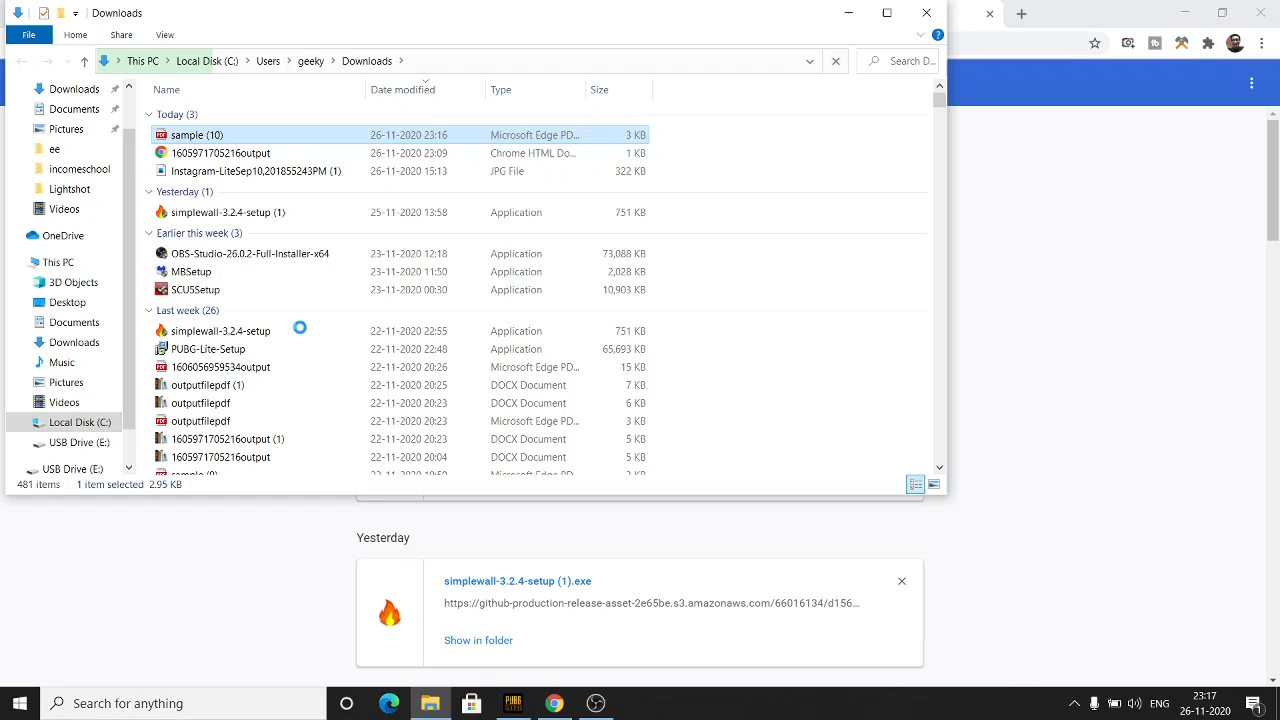 Downloads
File Home Share View
This PC Local Disk (C:) Users geeky Downloads Search D...
Name Date modified Type Size
Downloads
Documents
Pictures
ee
incomeschool
Lightshot
Videos
OneDrive
This PC
3D Objects
Desktop
Documents
Downloads
Music
Pictures
Videos
Local Disk (C:)
USB Drive (E:)
USB Drive (E:)
Today (3)
sample (10) 26-11-2020 23:16 Microsoft Edge PD... 3 KB
1605971705216output 26-11-2020 23:09 Chrome HTML Do... 1 KB
Instagram-LiteSep10,201855243PM (1) 26-11-2020 15:13 JPG File 322 KB
Yesterday (1)
simplewall-3.2.4-setup (1) 25-11-2020 13:58 Application 751 KB
Earlier this week (3)
OBS-Studio-26.0.2-Full-Installer-x64 23-11-2020 12:18 Application 73,088 KB
MBSetup 23-11-2020 11:50 Application 2,028 KB
SCU5Setup 23-11-2020 00:30 Application 10,903 KB
Last week (26)
simplewall-3.2.4-setup 22-11-2020 22:55 Application 751 KB
PUBG-Lite-Setup 22-11-2020 22:48 Application 65,693 KB
1606056959534output 22-11-2020 20:26 Microsoft Edge PD... 15 KB
outputfilepdf (1) 22-11-2020 20:25 DOCX Document 7 KB
outputfilepdf 22-11-2020 20:23 DOCX Document 6 KB
outputfilepdf 22-11-2020 20:23 Microsoft Edge PD... 3 KB
1605971705216output (1) 22-11-2020 20:23 DOCX Document 5 KB
1605971705216output 22-11-2020 20:04 DOCX Document 5 KB
481 items 1 item selected 2.95 KB
Yesterday
simplewall-3.2.4-setup (1).exe
https://github-production-release-asset-2e65be.s3.amazonaws.com/66016134/d156...
Show in folder
Search for anything
PUBG
ENG
23:17
26-11-2020
1